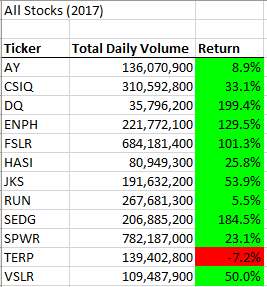 All Stocks (2017)
Ticker Total Daily Volume Return
AY 136,070,900 8.9%
CSIQ 310,592,800 33.1%
DQ 35,796,200 199.4%
ENPH 221,772,100 129.5%
FSLR 684,181,400 101.3%
HASI 80,949,300 25.8%
JKS 191,632,200 53.9%
RUN 267,681,300 5.5%
SEDG 206,885,200 184.5%
SPWR 782,187,000 23.1%
TERP 139,402,800 -7.2%
VSLR 109,487,900 50.0%